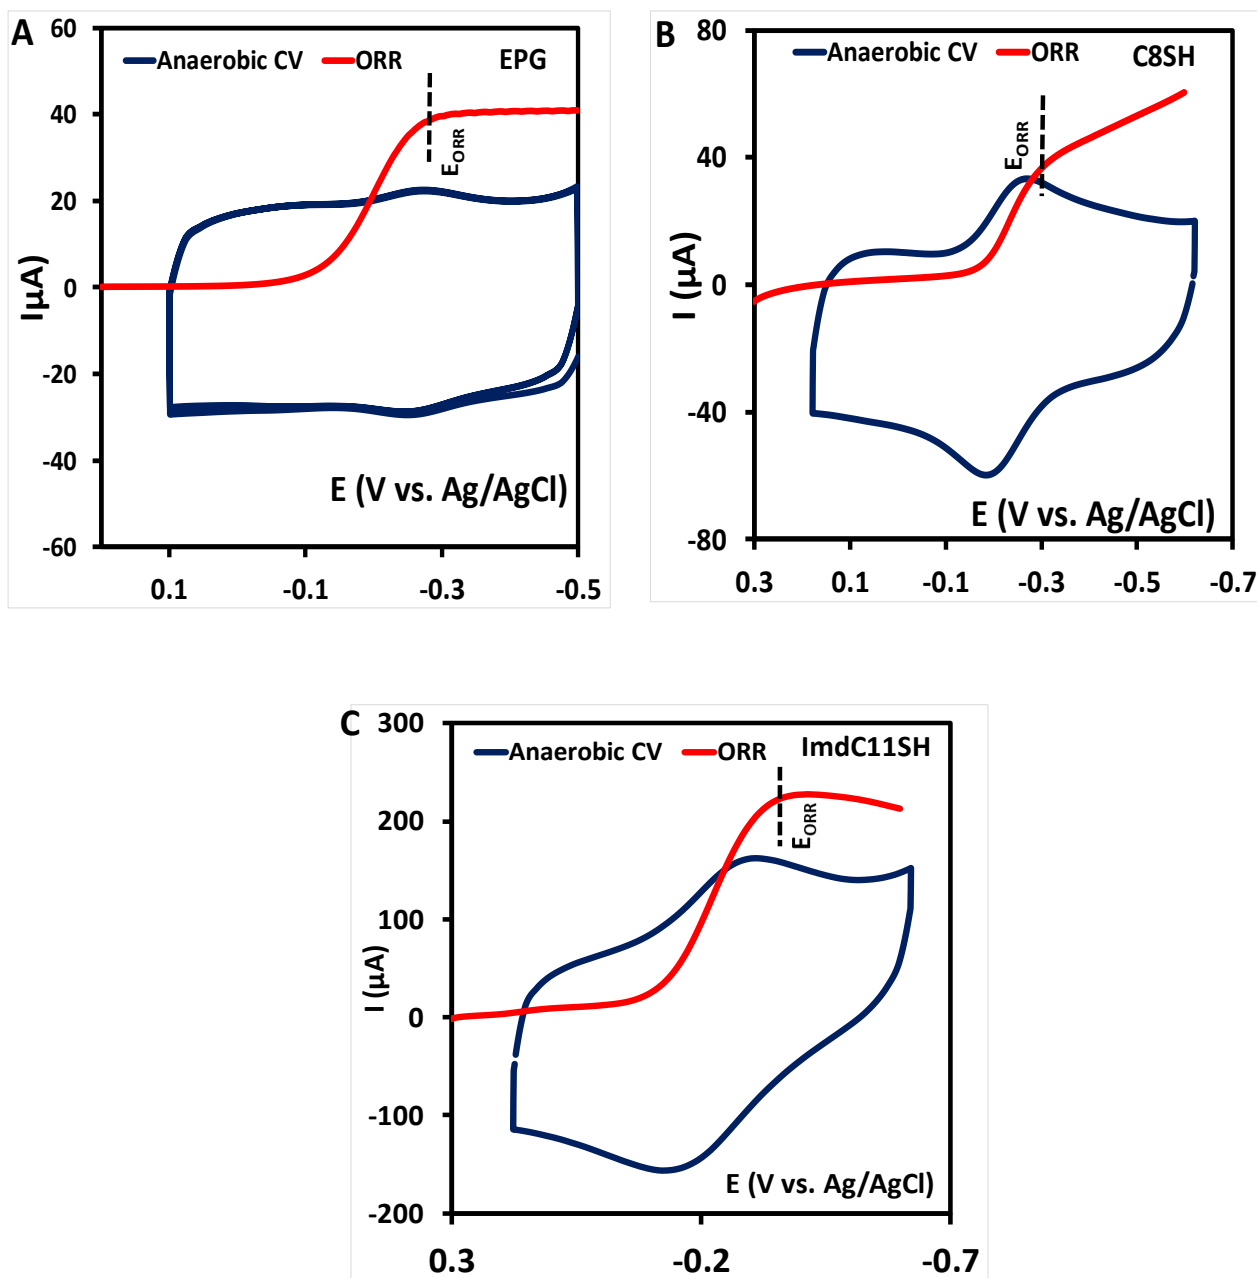 A
60
40
20
0
-20
-40
-60
IµA
Anaerobic CV
ORR
EPG
E_ORR
E (V vs. Ag/AgCl)
0.1
-0.1
-0.3
-0.5
B
80
40
0
-40
-80
I (µA)
Anaerobic CV
ORR
C8SH
E_ORR
E (V vs. Ag/AgCl)
0.3
0.1
-0.1
-0.3
-0.5
-0.7
C
300
200
100
0
-100
-200
I (µA)
Anaerobic CV
ORR
ImdC11SH
E_ORR
E (V vs. Ag/AgCl)
0.3
-0.2
-0.7